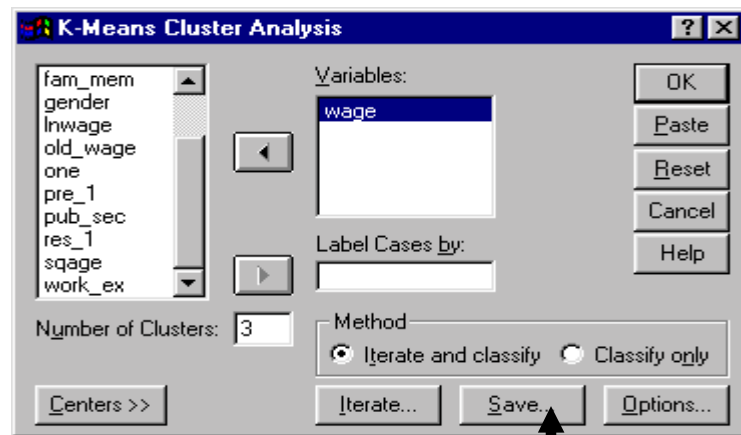 K-Means Cluster Analysis
fam_mem
gender
lnwage
old_wage
one
pre_1
pub_sec
res_1
sqage
work_ex
Number of Clusters: 3
Centers >>
Variables:
wage
Label Cases by:
Method
Iterate and classify Classify only
Iterate... Save... Options...
OK
Paste
Reset
Cancel
Help